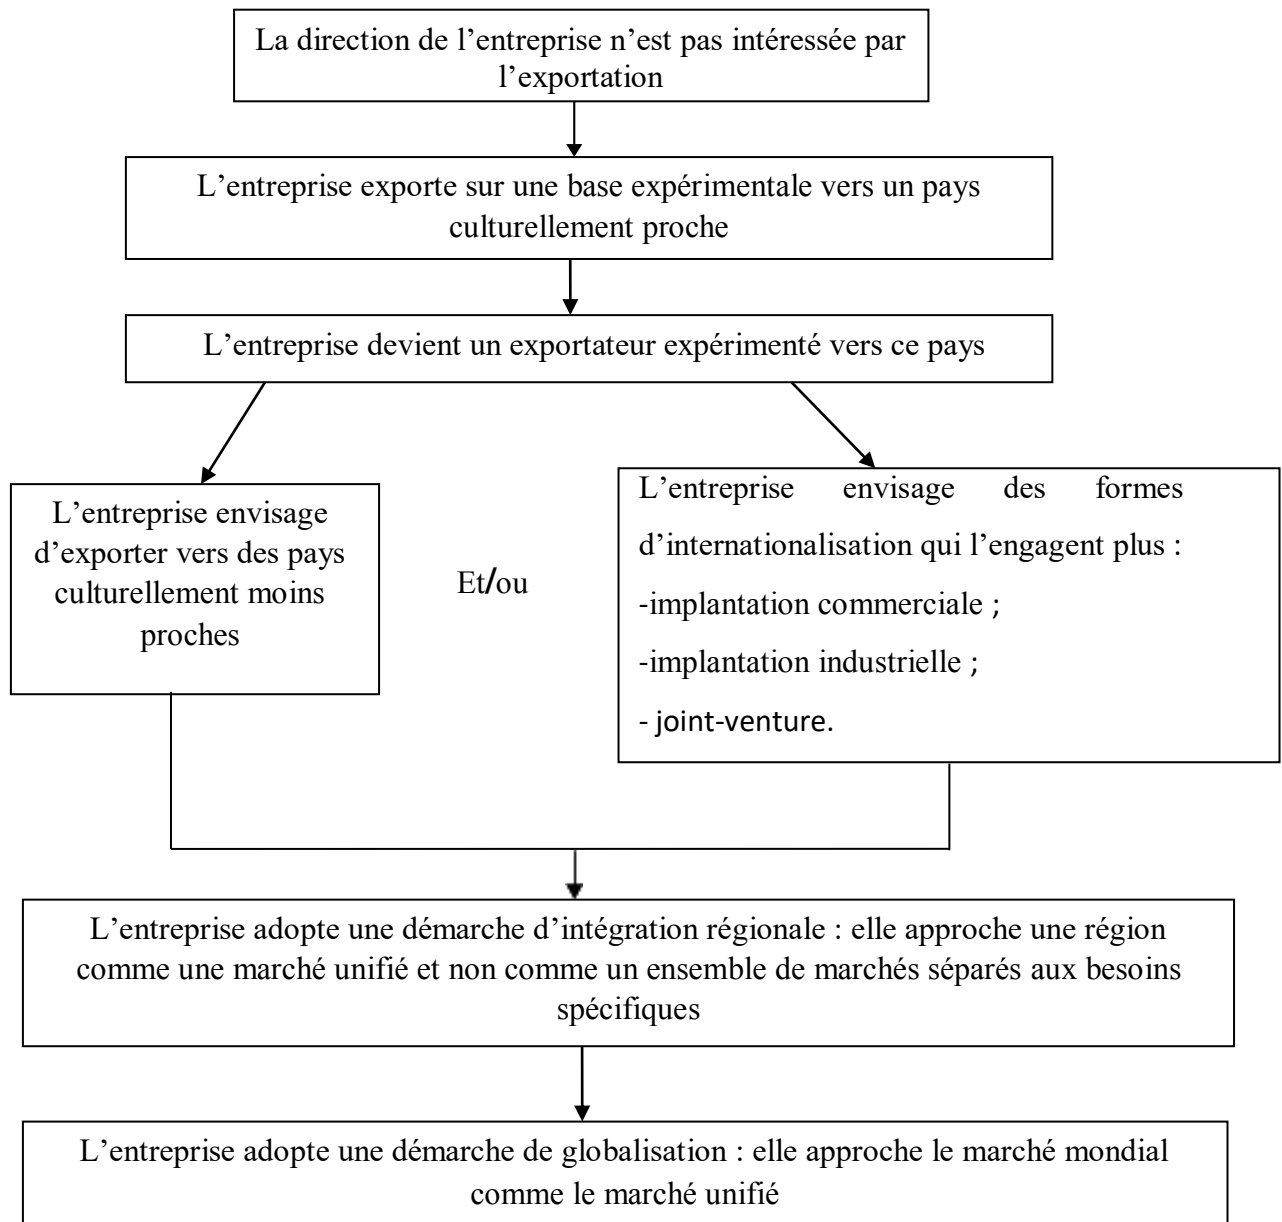 La direction de l’entreprise n’est pas intéressée par
l’exportation
L’entreprise exporte sur une base expérimentale vers un pays
culturellement proche
L’entreprise devient un exportateur expérimenté vers ce pays
L’entreprise envisage
d’exporter vers des pays
culturellement moins
proches
Et/ou
L’entreprise envisage des formes
d’internationalisation qui l’engagent plus :
-implantation commerciale ;
-implantation industrielle ;
- joint-venture.
L’entreprise adopte une démarche d’intégration régionale : elle approche une région
comme une marché unifié et non comme un ensemble de marchés séparés aux besoins
spécifiques
L’entreprise adopte une démarche de globalisation : elle approche le marché mondial
comme le marché unifié